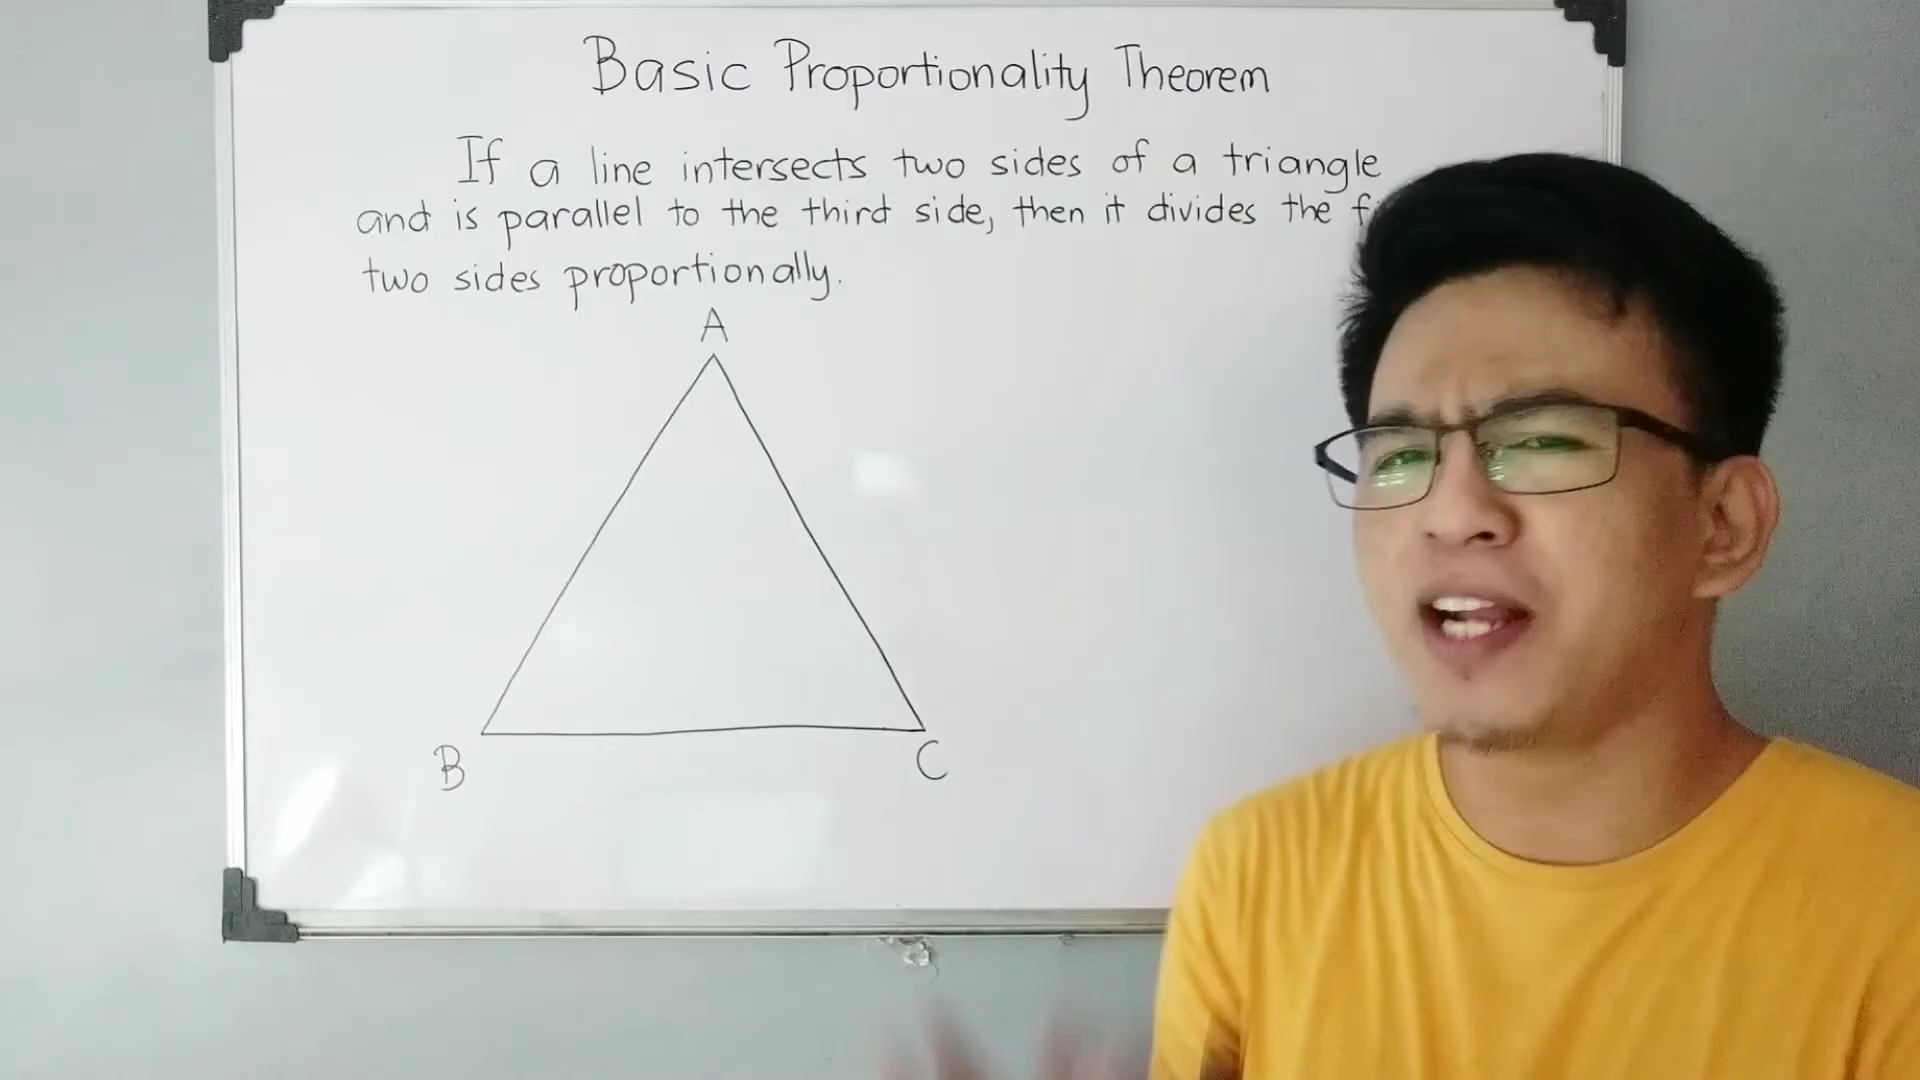 Basic Proportionality Theorem
If a line intersects two sides of a triangle
and is parallel to the third side, then it divides the
two sides proportionally.
A
B
C